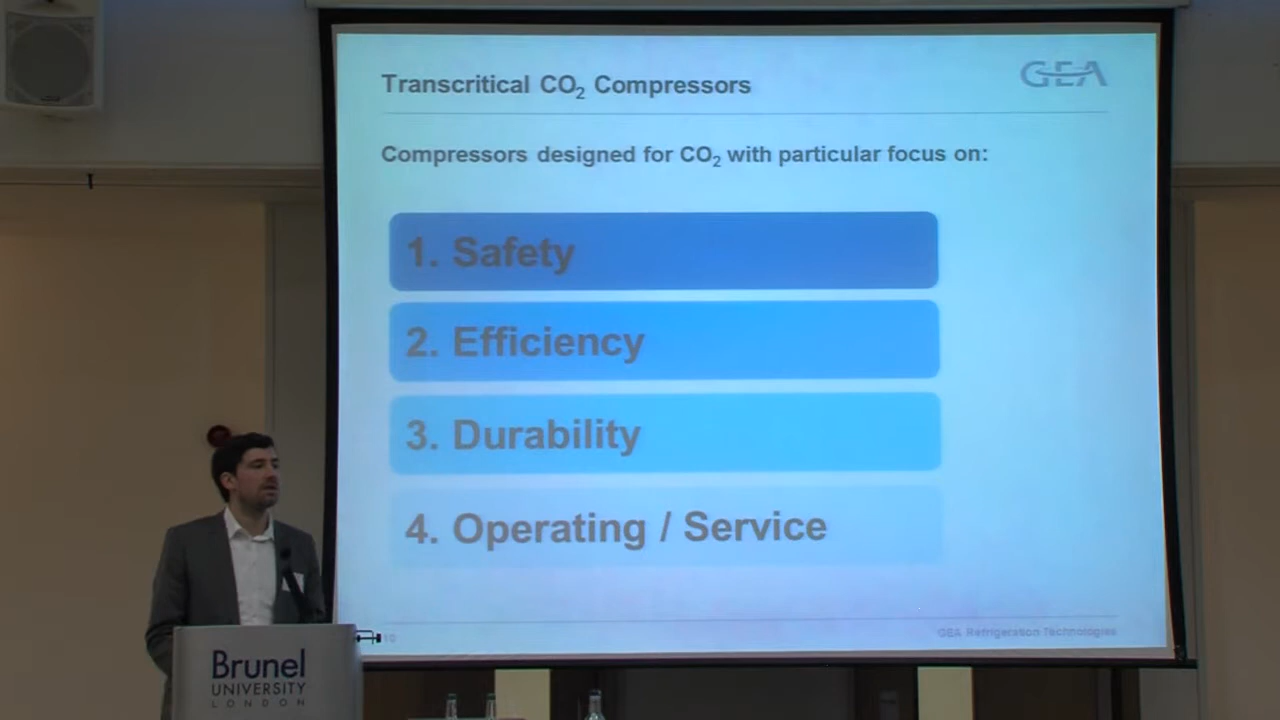 Transcritical CO₂ Compressors
GEA
Compressors designed for CO₂ with particular focus on:
1. Safety
2. Efficiency
3. Durability
4. Operating / Service
10
GEA Refrigeration Technologies
Brunel
UNIVERSITY
LONDON